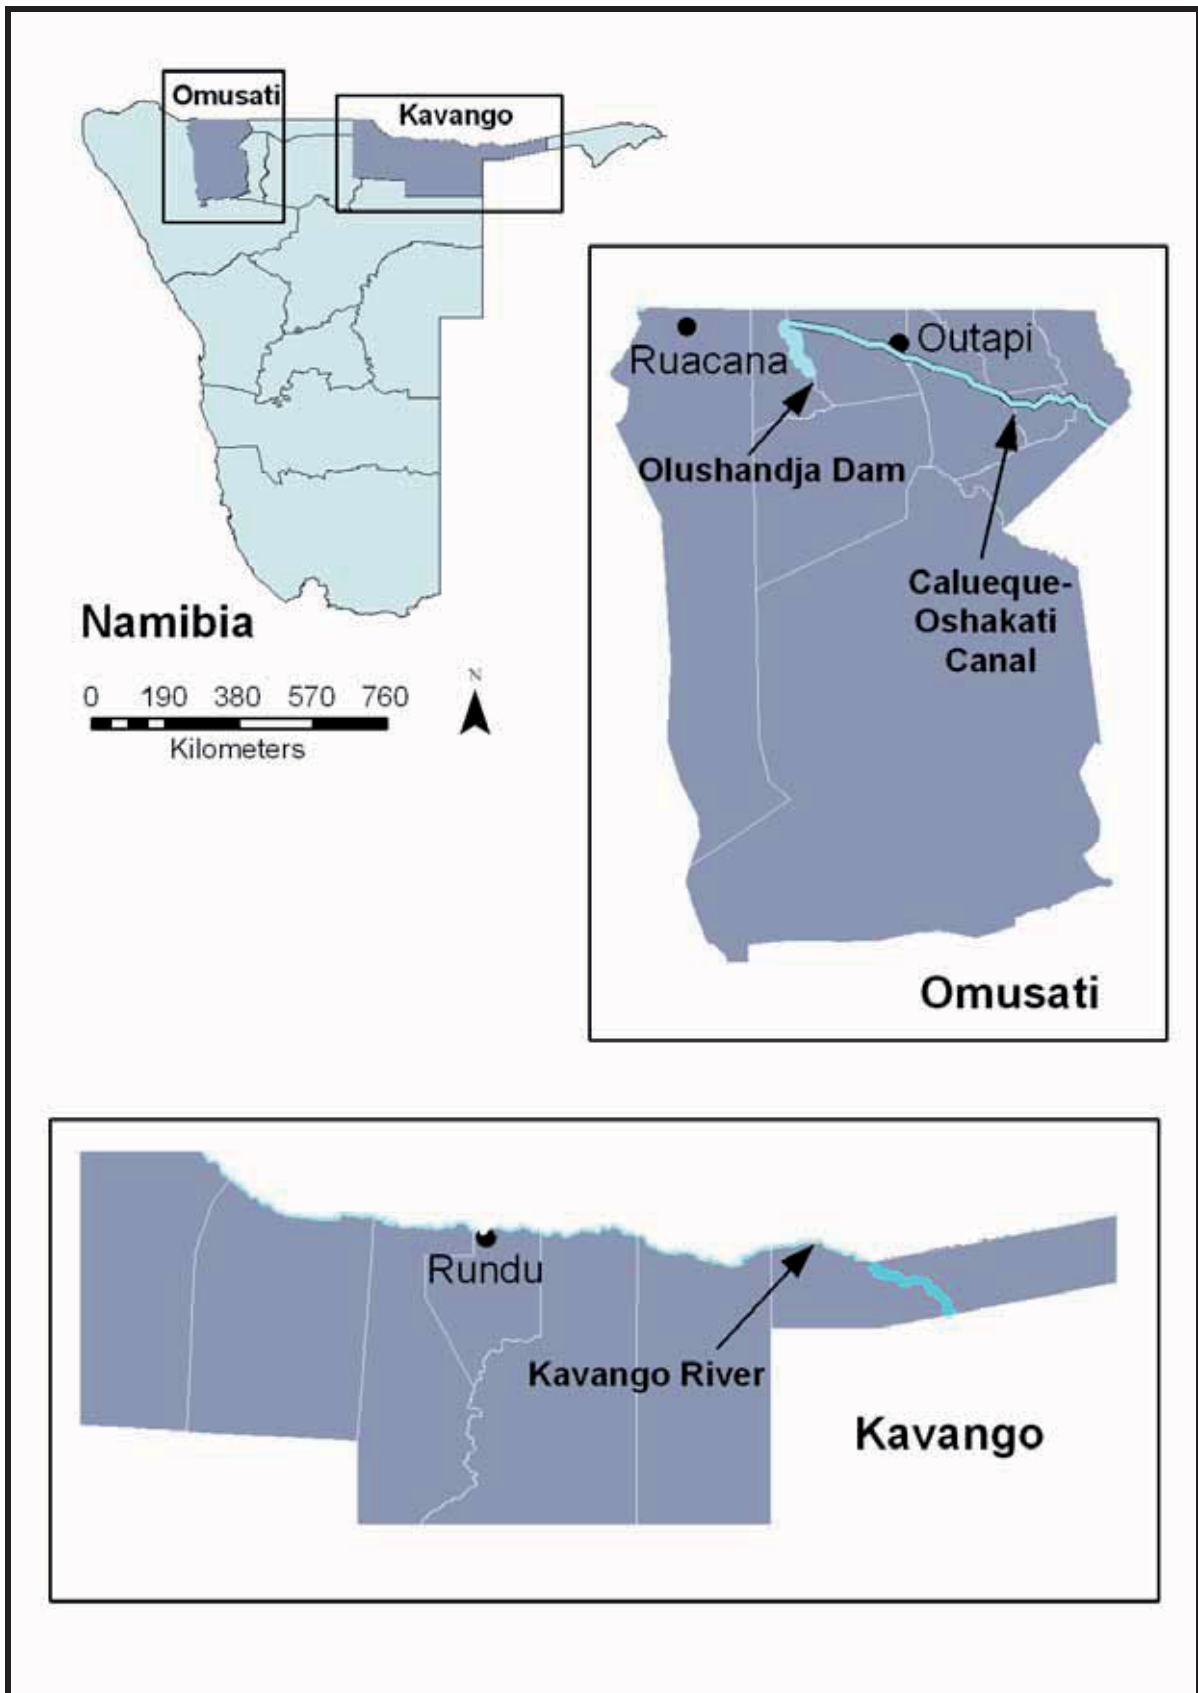 Omusati
Kavango
Namibia
N
0 190 380 570 760
Kilometers
Ruacana
Outapi
Olushandja Dam
Calueque-
Oshakati
Canal
Omusati
Rundu
Kavango River
Kavango